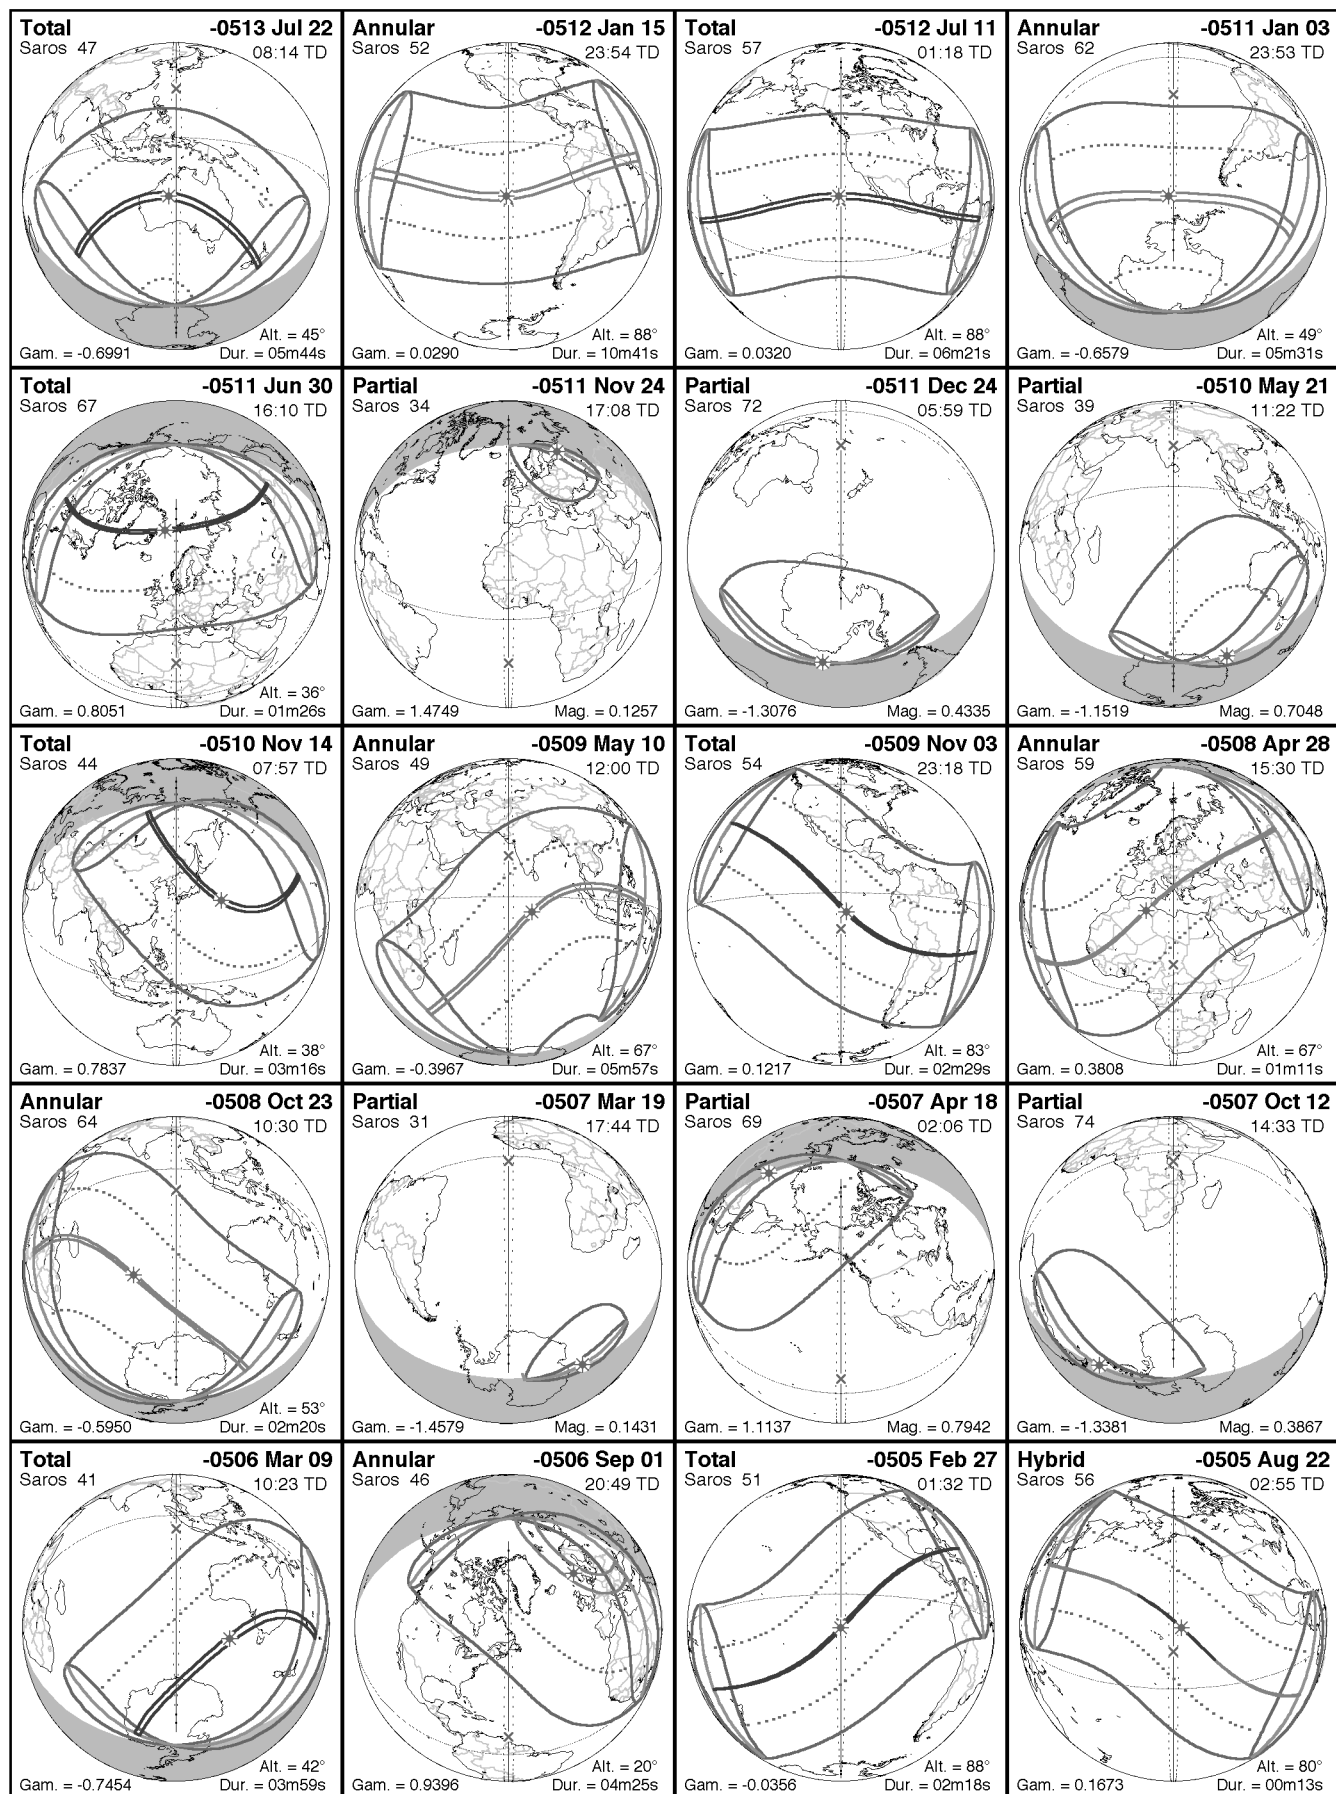 Total -0513 Jul 22
Saros 47 08:14 TD
Alt. = 45°
Gam. = -0.6991 Dur. = 05m44s
Annular -0512 Jan 15
Saros 52 23:54 TD
Alt. = 88°
Gam. = 0.0290 Dur. = 10m41s
Total -0512 Jul 11
Saros 57 01:18 TD
Alt. = 88°
Gam. = 0.0320 Dur. = 06m21s
Annular -0511 Jan 03
Saros 62 23:53 TD
Alt. = 49°
Gam. = -0.6579 Dur. = 05m31s
Total -0511 Jun 30
Saros 67 16:10 TD
Alt. = 36°
Gam. = 0.8051 Dur. = 01m26s
Partial -0511 Nov 24
Saros 34 17:08 TD
Gam. = 1.4749 Mag. = 0.1257
Partial -0511 Dec 24
Saros 72 05:59 TD
Gam. = -1.3076 Mag. = 0.4335
Partial -0510 May 21
Saros 39 11:22 TD
Gam. = -1.1519 Mag. = 0.7048
Total -0510 Nov 14
Saros 44 07:57 TD
Alt. = 38°
Gam. = 0.7837 Dur. = 03m16s
Annular -0509 May 10
Saros 49 12:00 TD
Alt. = 67°
Gam. = -0.3967 Dur. = 05m57s
Total -0509 Nov 03
Saros 54 23:18 TD
Alt. = 83°
Gam. = 0.1217 Dur. = 02m29s
Annular -0508 Apr 28
Saros 59 15:30 TD
Alt. = 67°
Gam. = 0.3808 Dur. = 01m11s
Annular -0508 Oct 23
Saros 64 10:30 TD
Alt. = 53°
Gam. = -0.5950 Dur. = 02m20s
Partial -0507 Mar 19
Saros 31 17:44 TD
Gam. = -1.4579 Mag. = 0.1431
Partial -0507 Apr 18
Saros 69 02:06 TD
Gam. = 1.1137 Mag. = 0.7942
Partial -0507 Oct 12
Saros 74 14:33 TD
Gam. = -1.3381 Mag. = 0.3867
Total -0506 Mar 09
Saros 41 10:23 TD
Alt. = 42°
Gam. = -0.7454 Dur. = 03m59s
Annular -0506 Sep 01
Saros 46 20:49 TD
Alt. = 20°
Gam. = 0.9396 Dur. = 04m25s
Total -0505 Feb 27
Saros 51 01:32 TD
Alt. = 88°
Gam. = -0.0356 Dur. = 02m18s
Hybrid -0505 Aug 22
Saros 56 02:55 TD
Alt. = 80°
Gam. = 0.1673 Dur. = 00m13s